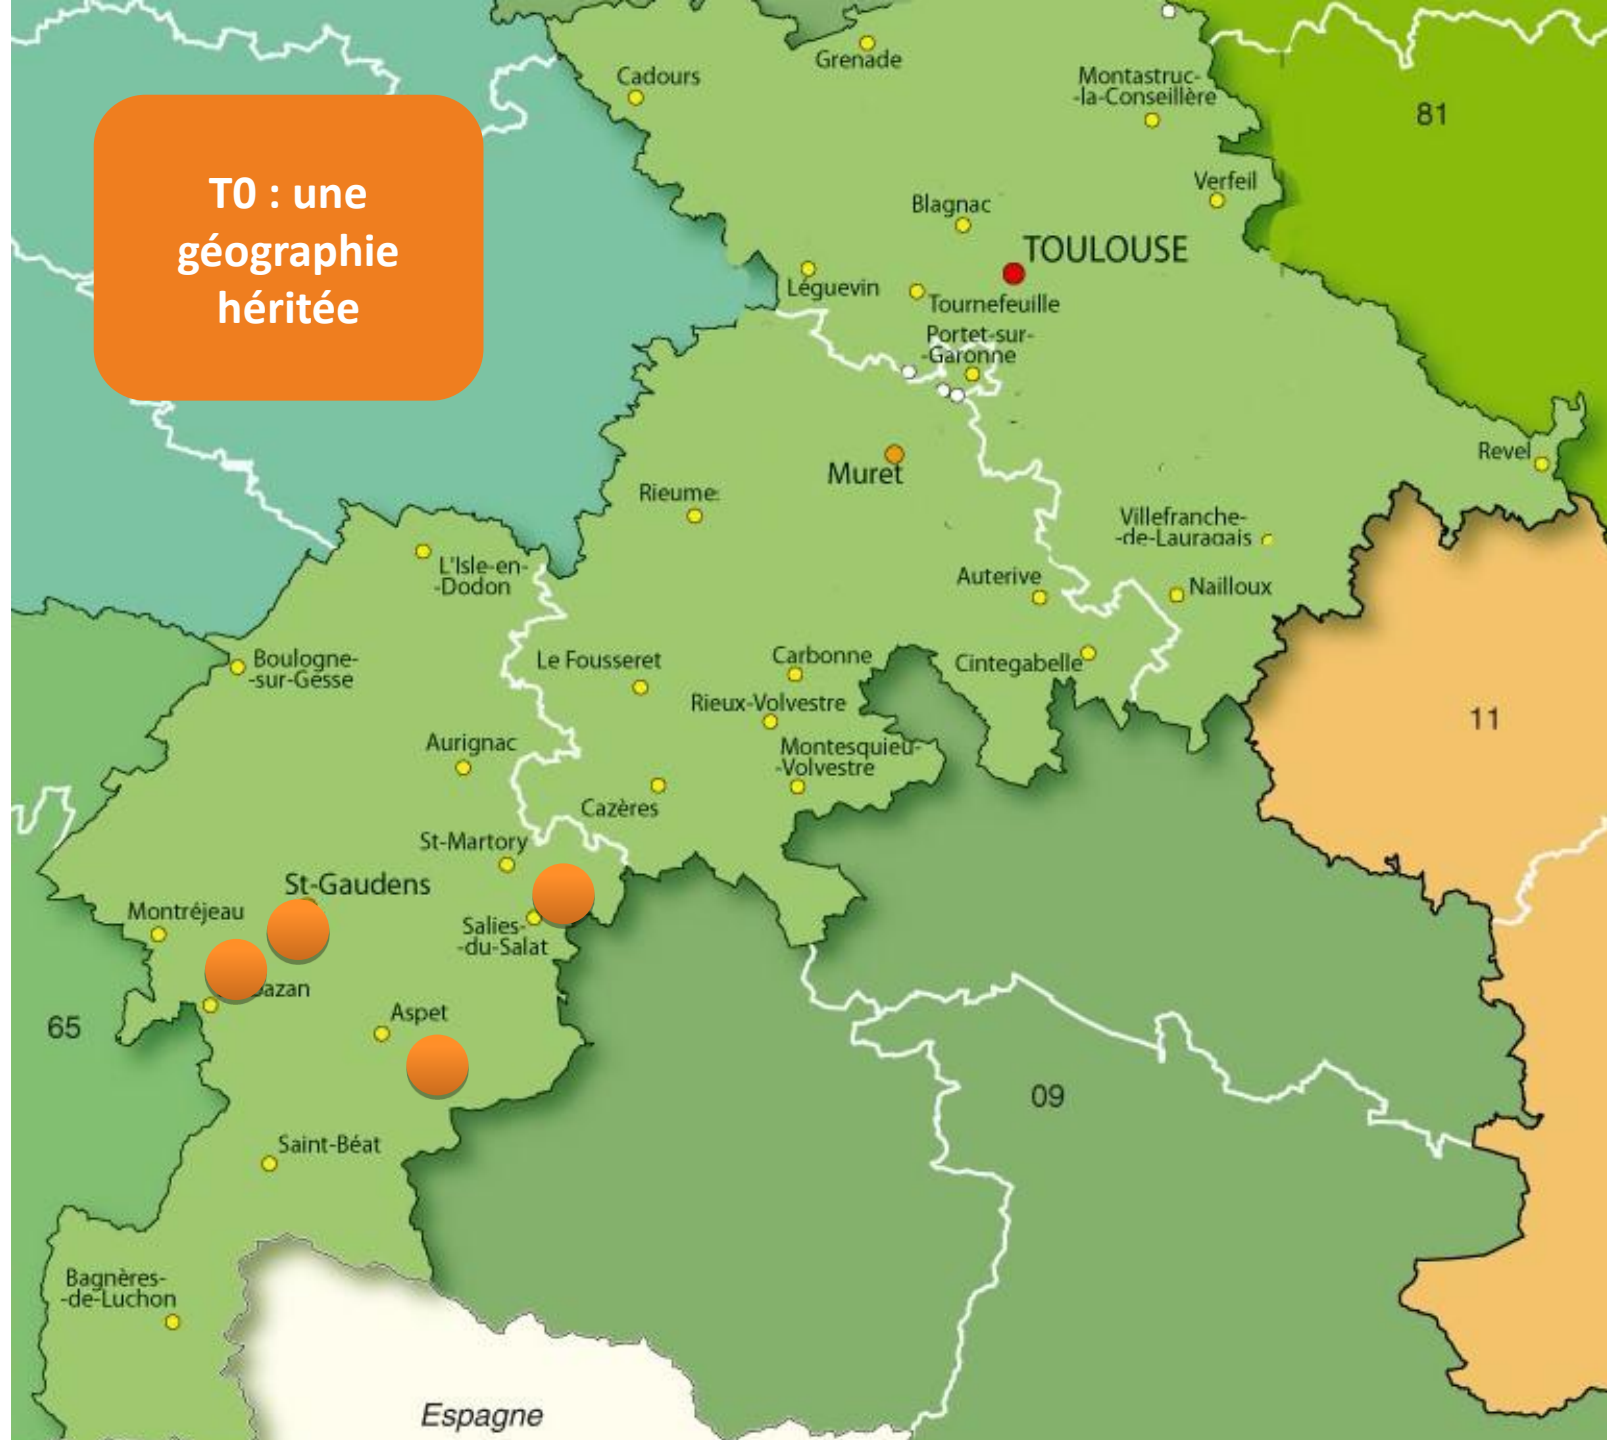 T0 : une
géographie
héritée
Grenade
Cadours
Montastruc-
-la-Conseillère
81
Verfeil
Blagnac
TOULOUSE
Léguevin
Tournefeuille
Portet-sur-
-Garonne
Revel
Muret
Rieume
Villefranche-
-de-Lauragais
L'Isle-en-
-Dodon
Auterive
Nailloux
Boulogne-
-sur-Gesse
Le Fousseret
Carbonne
Cintegabelle
Rieux-Volvestre
11
Aurignac
Montesquieu-
-Volvestre
Cazères
St-Martory
St-Gaudens
Montréjeau
Salies-
-du-Salat
azan
Aspet
65
09
Saint-Béat
Bagnères-
-de-Luchon
Espagne